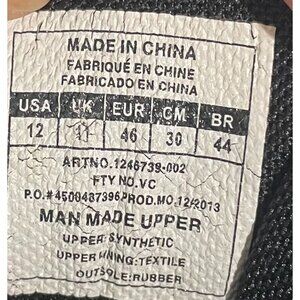 MADE IN CHINA
FABRIQUÉ EN CHINE
FABRICADO EN CHINA
USA UK EUR CM BR
12 11 46 30 44
ARTNO.1246739-002
FTY NO.VC
P.O.#4500487396 PROD.MO.12/2013
MAN MADE UPPER
UPPER:SYNTHETIC
UPPER LINING:TEXTILE
OUTSOLE:RUBBER